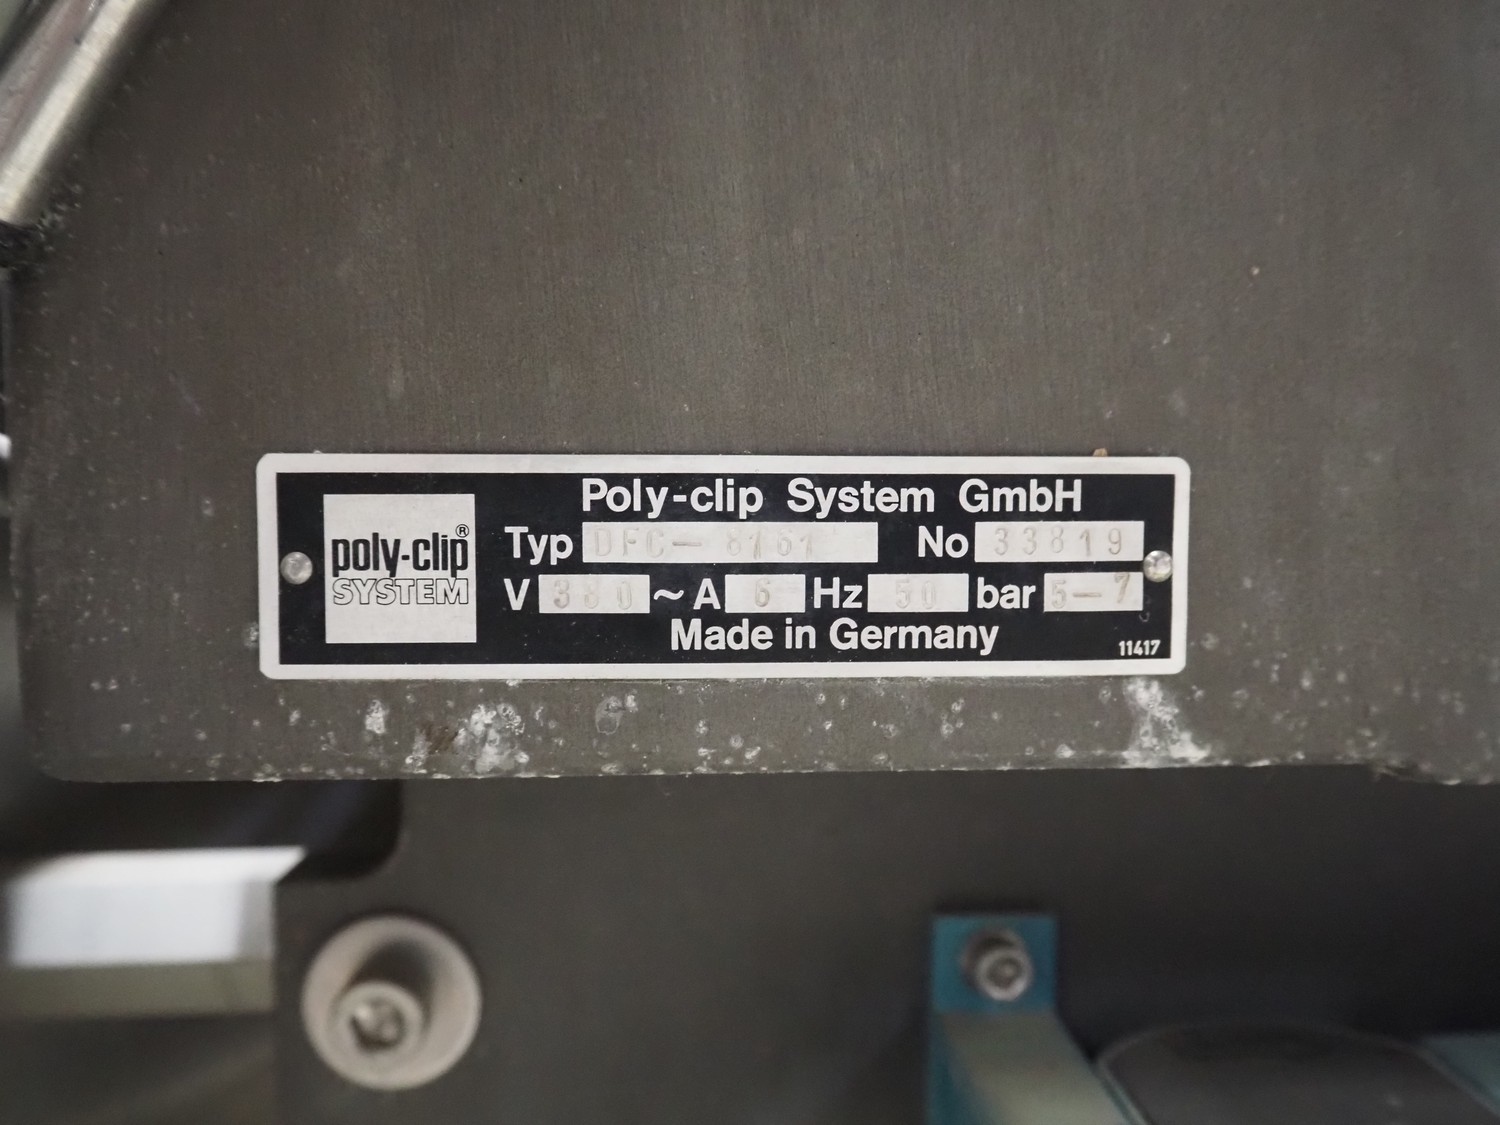 poly-clip®
SYSTEM
Poly-clip System GmbH
Typ DFC-8161 No 33819
V 380 ~ A 6 Hz 50 bar 5-7
Made in Germany
11417